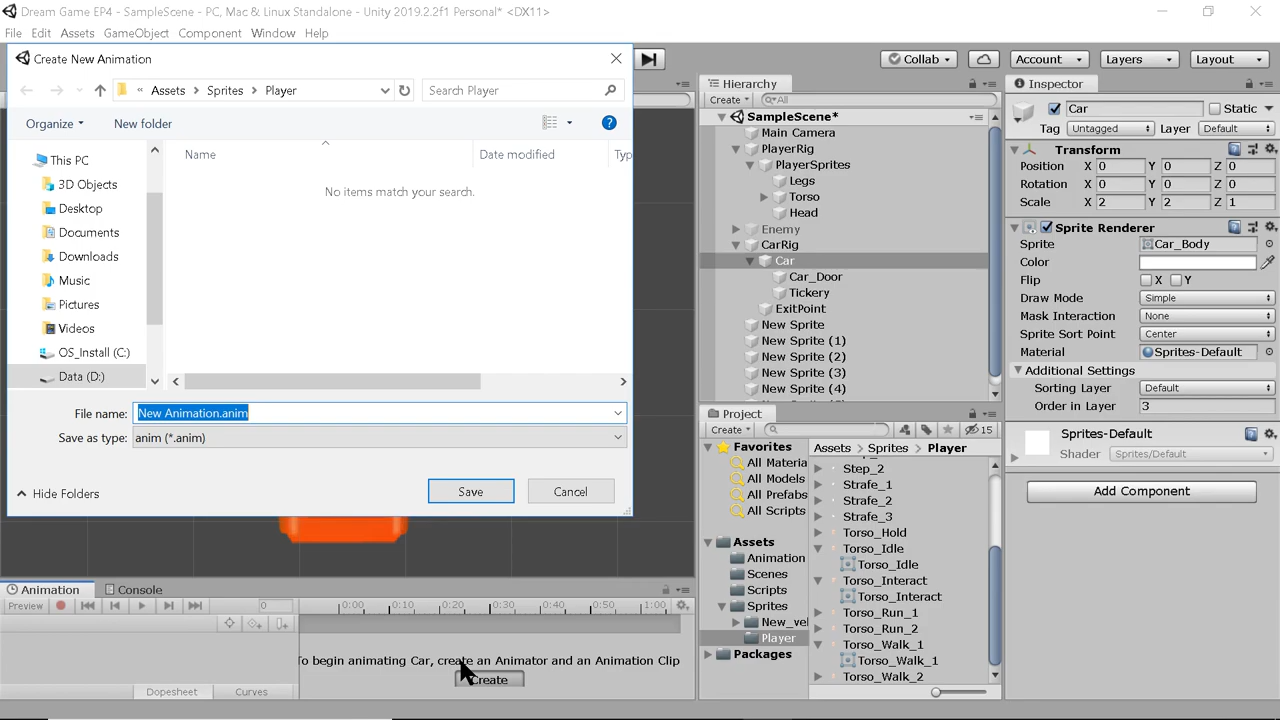 Dream Game EP4 - SampleScene - PC, Mac & Linux Standalone - Unity 2019.2.2f1 Personal* <DX11>
File Edit Assets GameObject Component Window Help
Create New Animation
Collab
Account
Layers
Layout
« Assets > Sprites > Player
Search Player
Organize
New folder
Name
Date modified
Typ
No items match your search.
This PC
3D Objects
Desktop
Documents
Downloads
Music
Pictures
Videos
OS_Install (C:)
Data (D:)
File name: New Animation.anim
Save as type: anim (*.anim)
Hide Folders
Save
Cancel
Hierarchy
Create
All
SampleScene*
Main Camera
PlayerRig
PlayerSprites
Legs
Torso
Head
Enemy
CarRig
Car
Car_Door
Tickery
ExitPoint
New Sprite
New Sprite (1)
New Sprite (2)
New Sprite (3)
New Sprite (4)
Inspector
Car
Static
Tag Untagged Layer Default
Transform
Position X 0 Y 0 Z 0
Rotation X 0 Y 0 Z 0
Scale X 2 Y 2 Z 1
Sprite Renderer
Sprite Car_Body
Color
Flip X Y
Draw Mode Simple
Mask Interaction None
Sprite Sort Point Center
Material Sprites-Default
Additional Settings
Sorting Layer Default
Order in Layer 3
Sprites-Default
Shader Sprites/Default
Add Component
Project
Create
15
Favorites
All Materia
All Models
All Prefabs
All Scripts
Assets
Animation
Scenes
Scripts
Sprites
New_vel
Player
Packages
Assets > Sprites > Player
Step_2
Strafe_1
Strafe_2
Strafe_3
Torso_Hold
Torso_Idle
Torso_Idle
Torso_Interact
Torso_Interact
Torso_Run_1
Torso_Run_2
Torso_Walk_1
Torso_Walk_1
Torso_Walk_2
Animation
Console
Preview
0
0:00 0:10 0:20 0:30 0:40 0:50 1:00
To begin animating Car, create an Animator and an Animation Clip
Create
Dopesheet
Curves